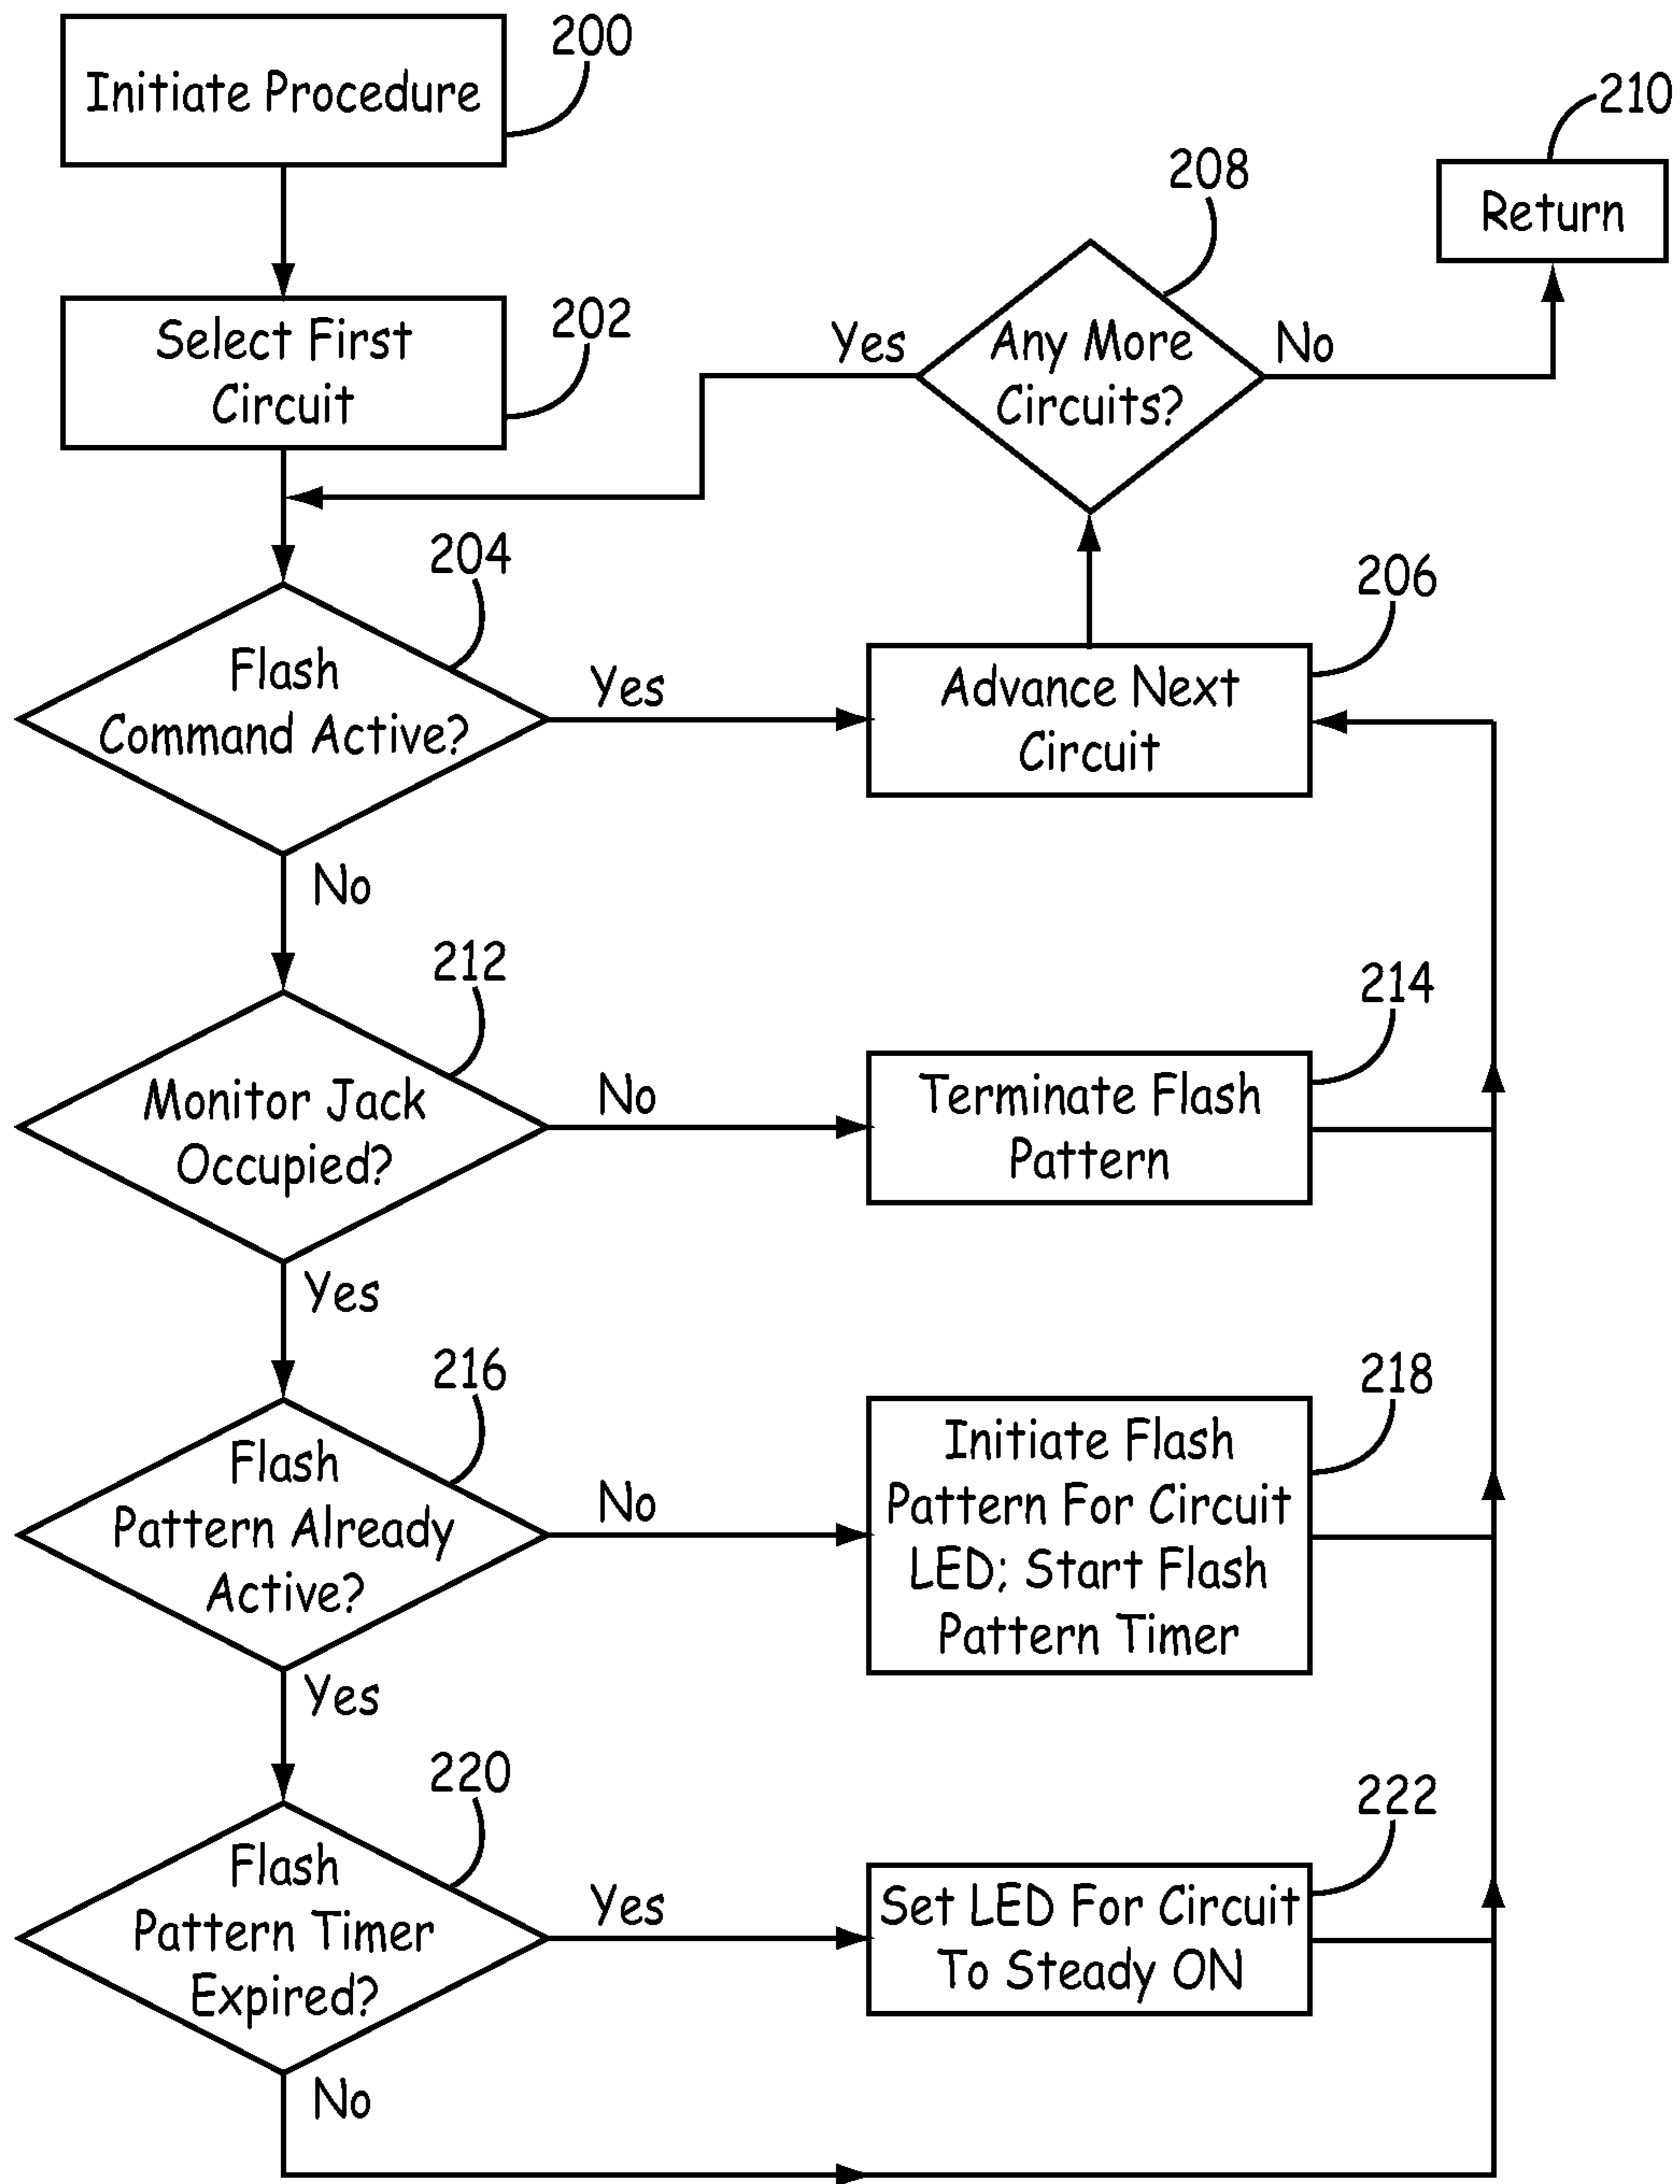 200
Initiate Procedure
210
208
Return
202
Select First
Circuit
Yes
Any More
Circuits?
No
204
206
Flash
Command Active?
Yes
Advance Next
Circuit
No
212
214
Monitor Jack
Occupied?
No
Terminate Flash
Pattern
Yes
216
218
Flash
Pattern Already
Active?
No
Initiate Flash
Pattern For Circuit
LED; Start Flash
Pattern Timer
Yes
220
222
Flash
Pattern Timer
Expired?
Yes
Set LED For Circuit
To Steady ON
No